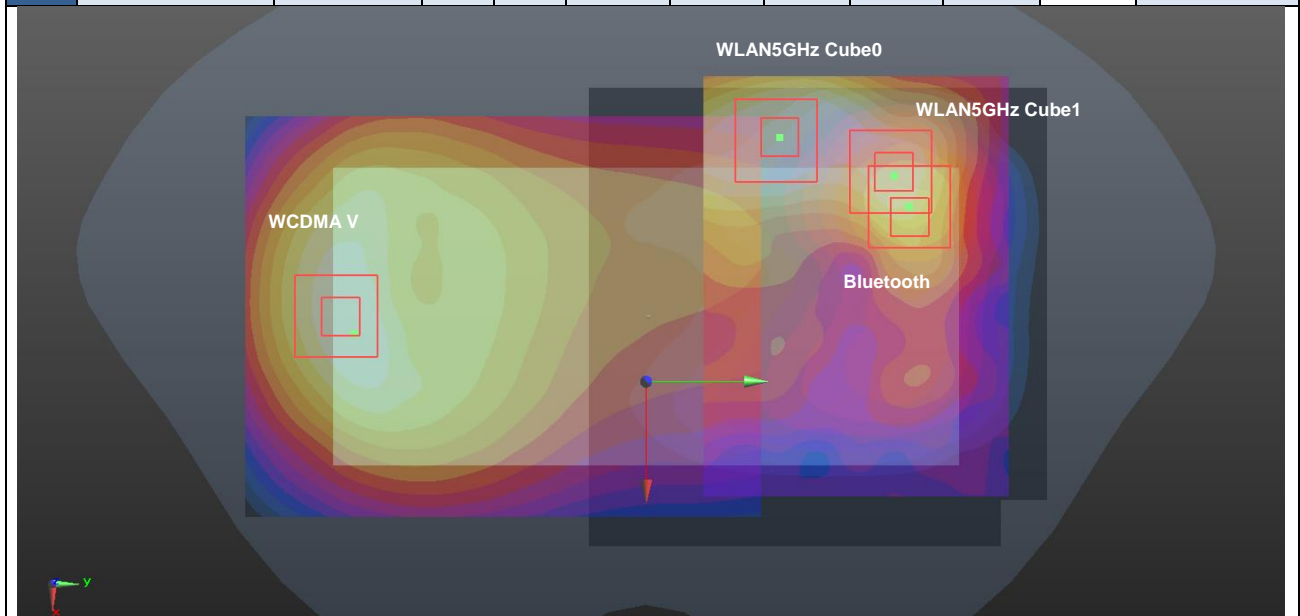 WLAN5GHz Cube0
WLAN5GHz Cube1
WCDMA V
Bluetooth
y
x